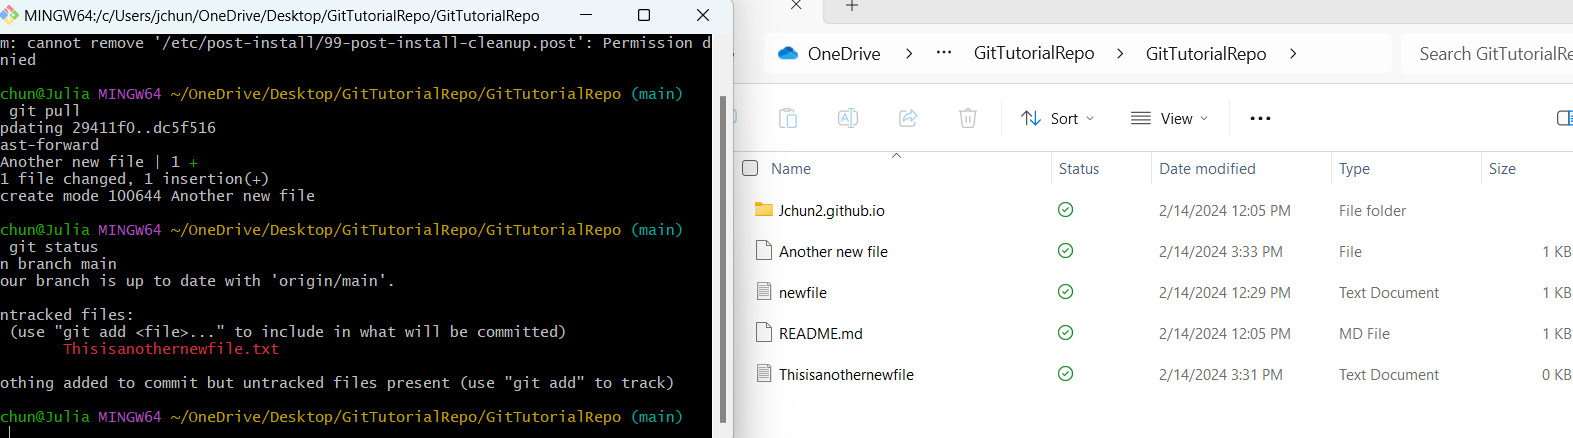 MINGW64:/c/Users/jchun/OneDrive/Desktop/GitTutorialRepo/GitTutorialRepo
m: cannot remove '/etc/post-install/99-post-install-cleanup.post': Permission d
nied
chun@Julia MINGW64 ~/OneDrive/Desktop/GitTutorialRepo/GitTutorialRepo (main)
git pull
pdating 29411f0..dc5f516
ast-forward
Another new file | 1 +
1 file changed, 1 insertion(+)
create mode 100644 Another new file
chun@Julia MINGW64 ~/OneDrive/Desktop/GitTutorialRepo/GitTutorialRepo (main)
git status
n branch main
our branch is up to date with 'origin/main'.
ntracked files:
(use "git add <file>..." to include in what will be committed)
Thisisanothernewfile.txt
othing added to commit but untracked files present (use "git add" to track)
chun@Julia MINGW64 ~/OneDrive/Desktop/GitTutorialRepo/GitTutorialRepo (main)
OneDrive > ... GitTutorialRepo > GitTutorialRepo >
Search GitTutorialRe
Sort View ...
Name Status Date modified Type Size
Jchun2.github.io 2/14/2024 12:05 PM File folder
Another new file 2/14/2024 3:33 PM File 1 KB
newfile 2/14/2024 12:29 PM Text Document 1 KB
README.md 2/14/2024 12:05 PM MD File 1 KB
Thisisanothernewfile 2/14/2024 3:31 PM Text Document 0 KB